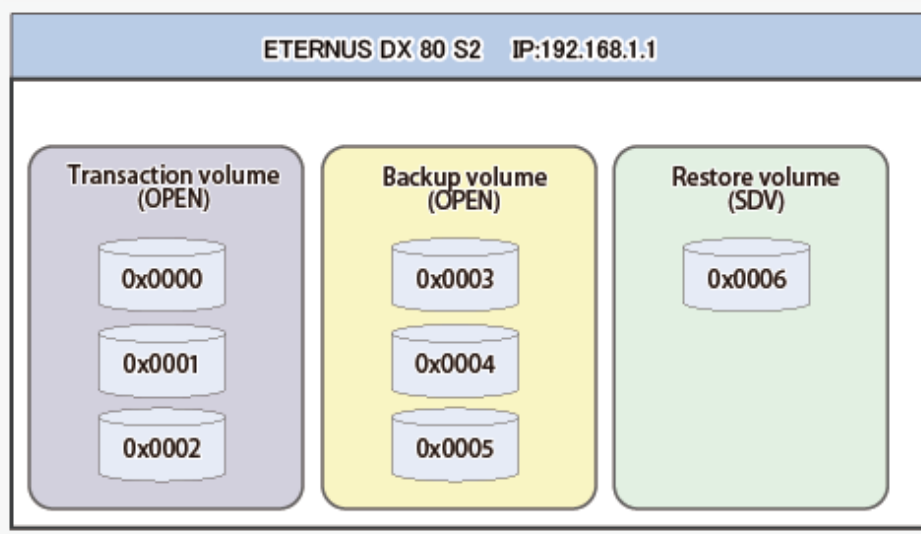 ETERNUS DX 80 S2 IP:192.168.1.1
Transaction volume
(OPEN)
0x0000
0x0001
0x0002
Backup volume
(OPEN)
0x0003
0x0004
0x0005
Restore volume
(SDV)
0x0006